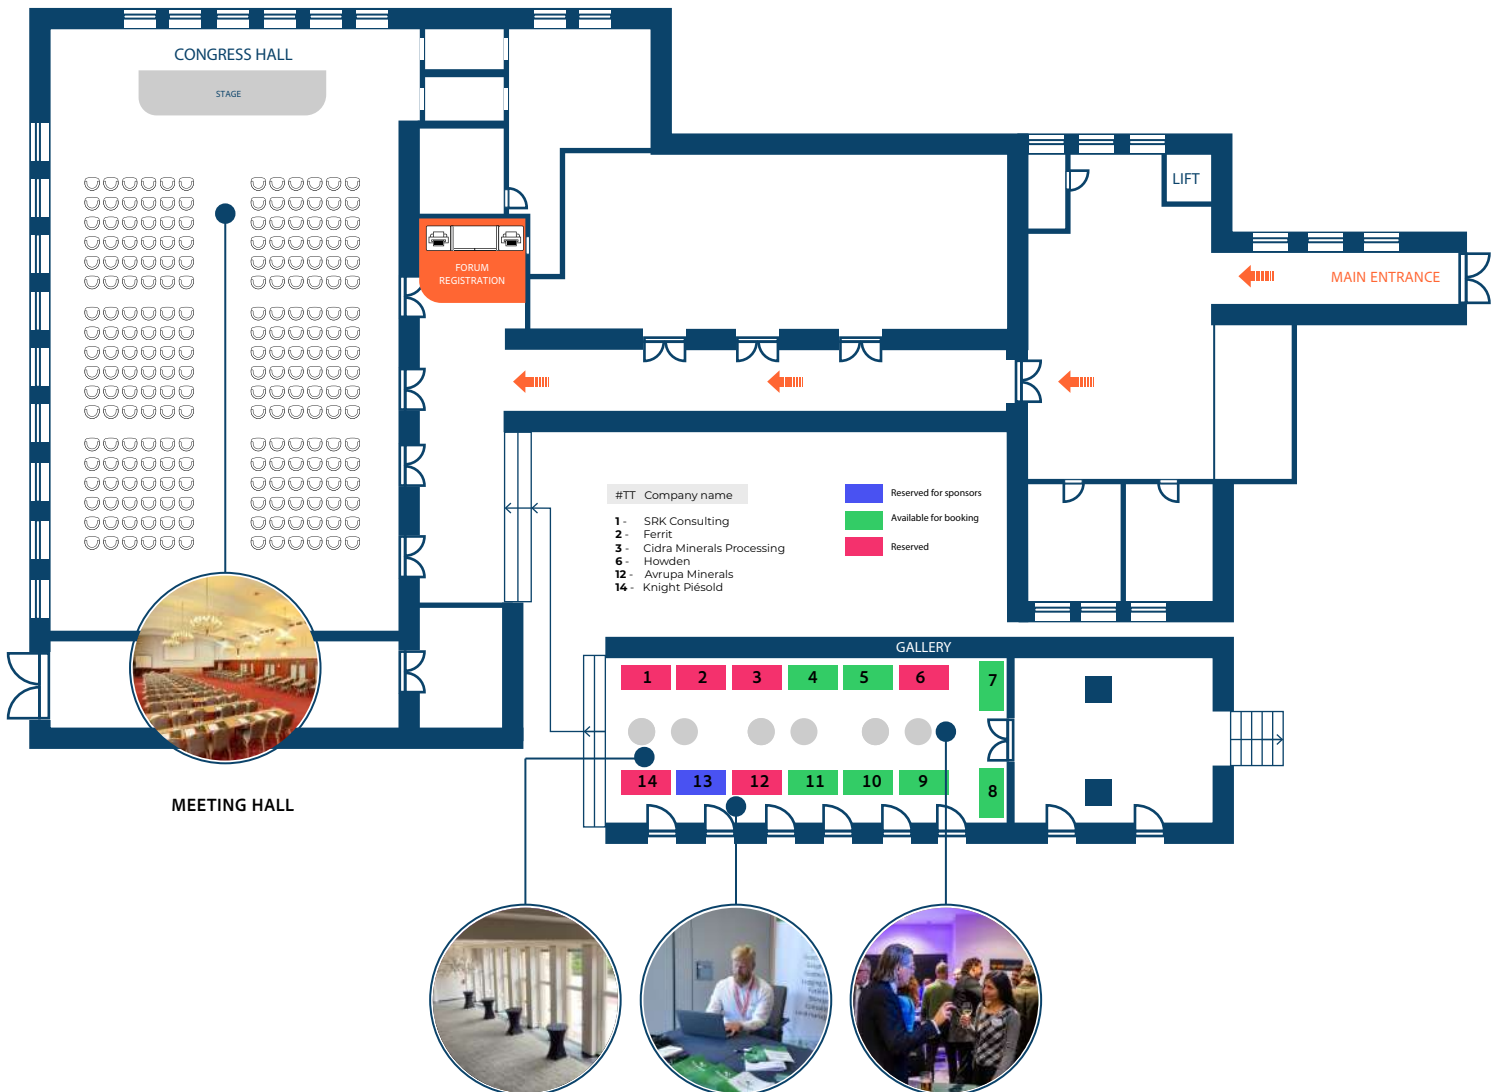 CONGRESS HALL
STAGE
LIFT
FORUM
REGISTRATION
MAIN ENTRANCE
#TT Company name
1 - SRK Consulting
2 - Ferrit
3 - Cidra Minerals Processing
6 - Howden
12 - Avrupa Minerals
14 - Knight Piésold
Reserved for sponsors
Available for booking
Reserved
GALLERY
1 2 3 4 5 6 7
14 13 12 11 10 9 8
MEETING HALL